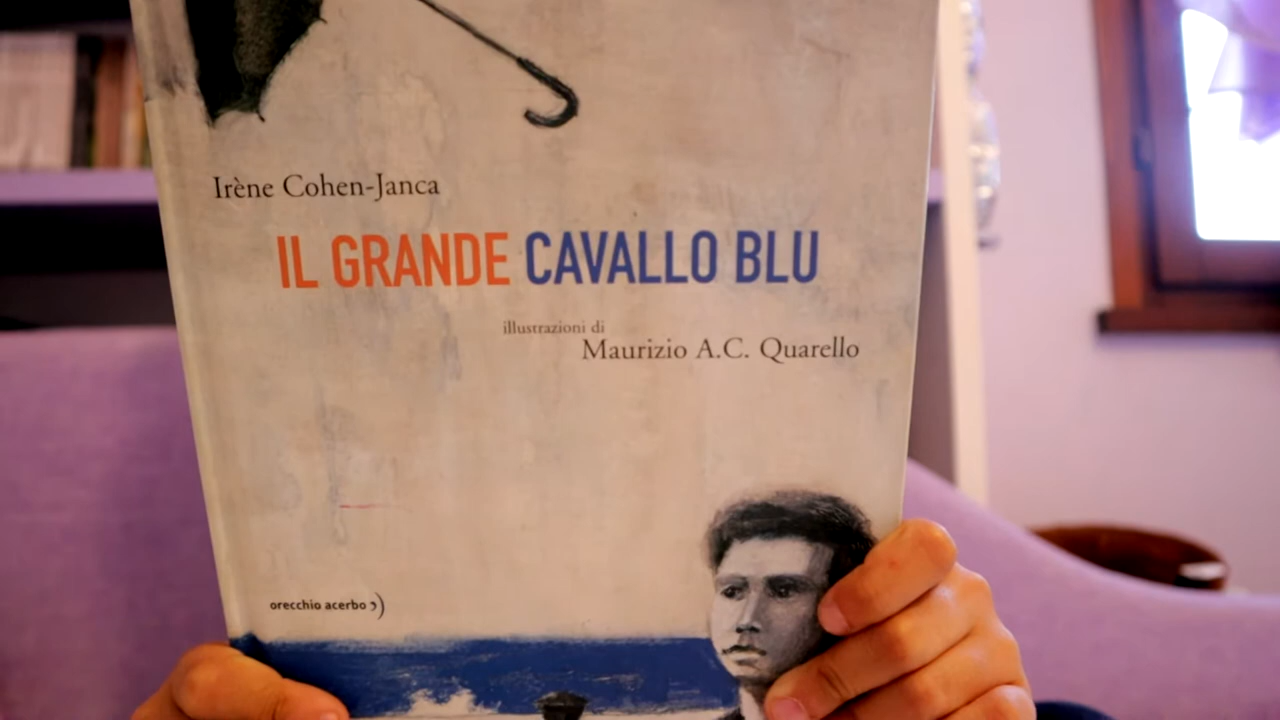 Irène Cohen-Janca
IL GRANDE CAVALLO BLU
illustrazioni di
Maurizio A.C. Quarello
orecchio acerbo